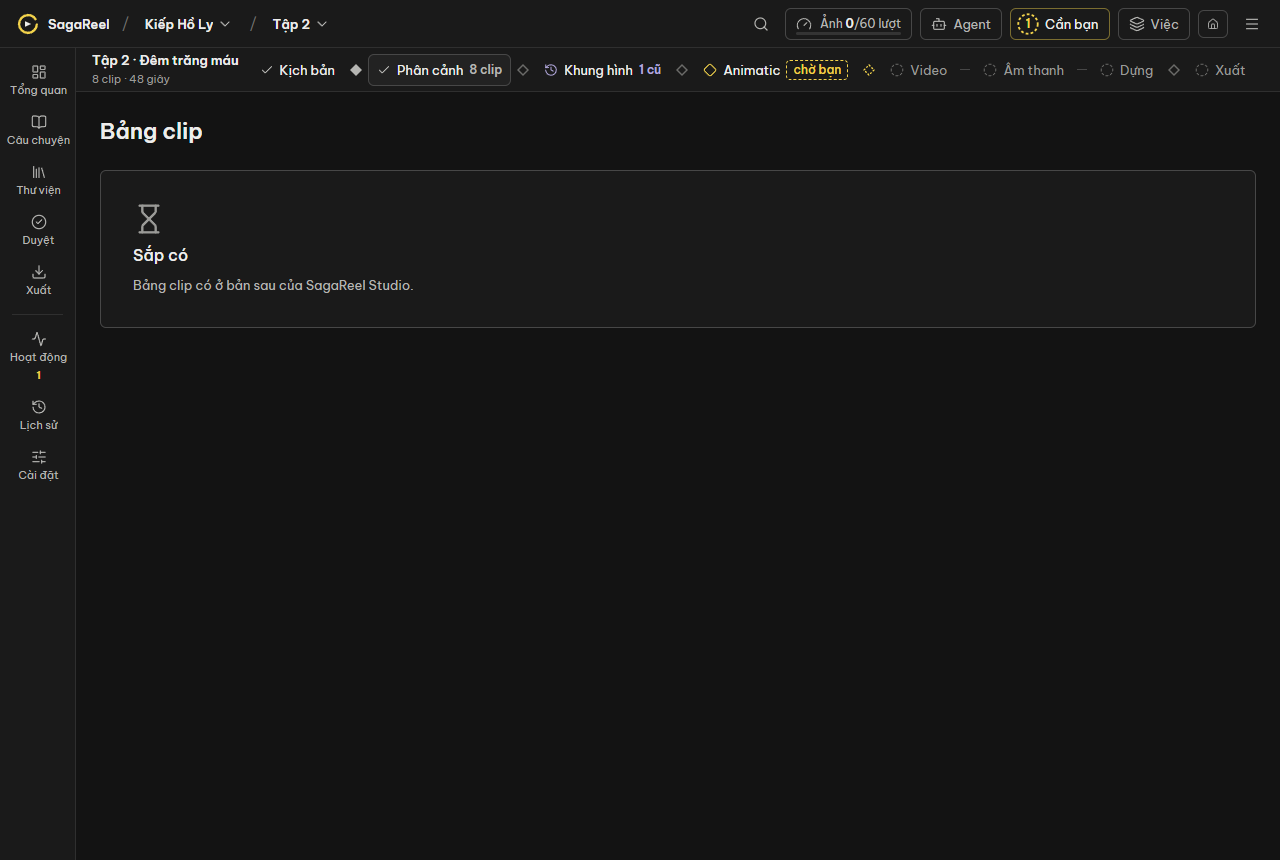 SagaReel / Kiếp Hồ Ly / Tập 2
Ảnh 0/60 lượt
Agent
1 Cần bạn
Việc
Tập 2 · Đêm trăng máu
8 clip · 48 giây
Kịch bản
Phân cảnh 8 clip
Khung hình 1 cũ
Animatic chờ bạn
Video
Âm thanh
Dựng
Xuất
Tổng quan
Câu chuyện
Thư viện
Duyệt
Xuất
Hoạt động
1
Lịch sử
Cài đặt
Bảng clip
Sắp có
Bảng clip có ở bản sau của SagaReel Studio.